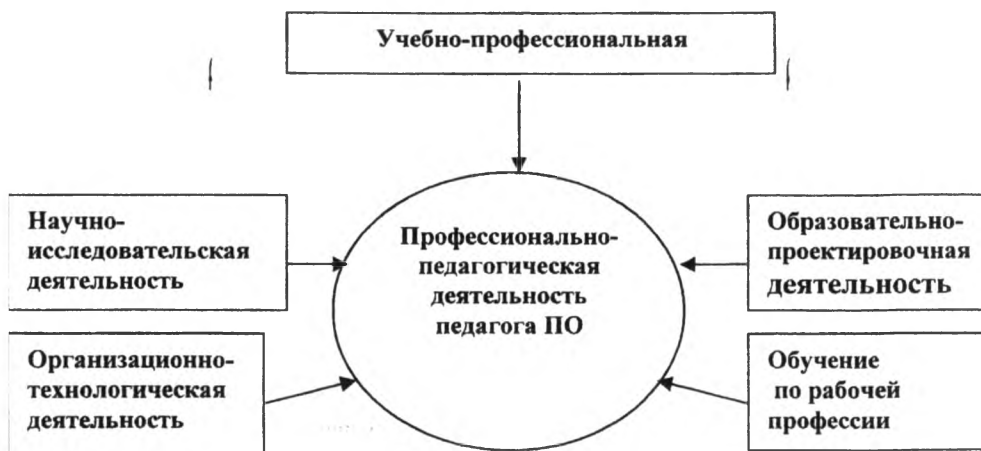 Учебно-профессиональная
Научно-
исследовательская
деятельность
Профессионально-
педагогическая
деятельность
педагога ПО
Образовательно-
проектировочная
деятельность
Организационно-
технологическая
деятельность
Обучение
по рабочей
профессии